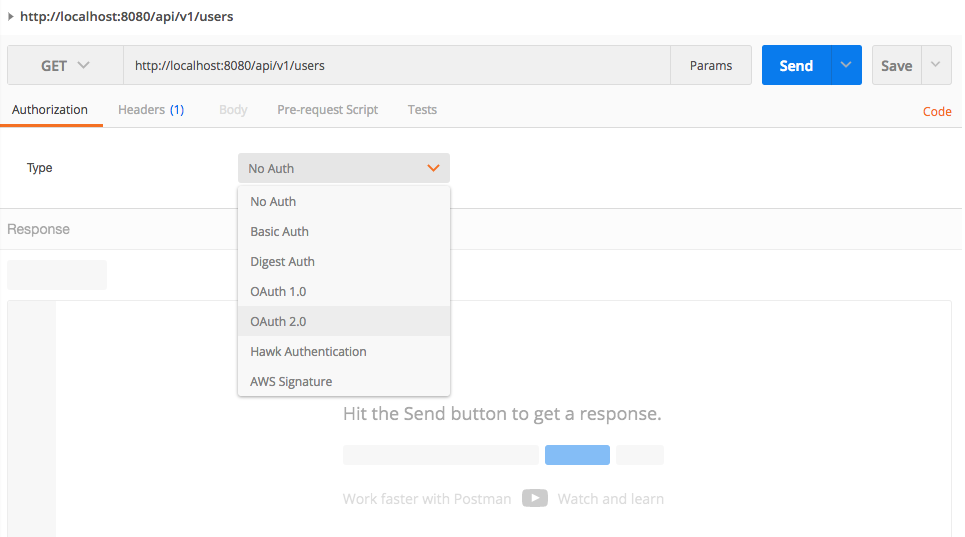 http://localhost:8080/api/v1/users
GET http://localhost:8080/api/v1/users Params Send Save
Authorization Headers (1) Body Pre-request Script Tests Code
Type No Auth
No Auth
Response
Basic Auth
Digest Auth
OAuth 1.0
OAuth 2.0
Hawk Authentication
AWS Signature
Hit the Send button to get a response.
Work faster with Postman Watch and learn